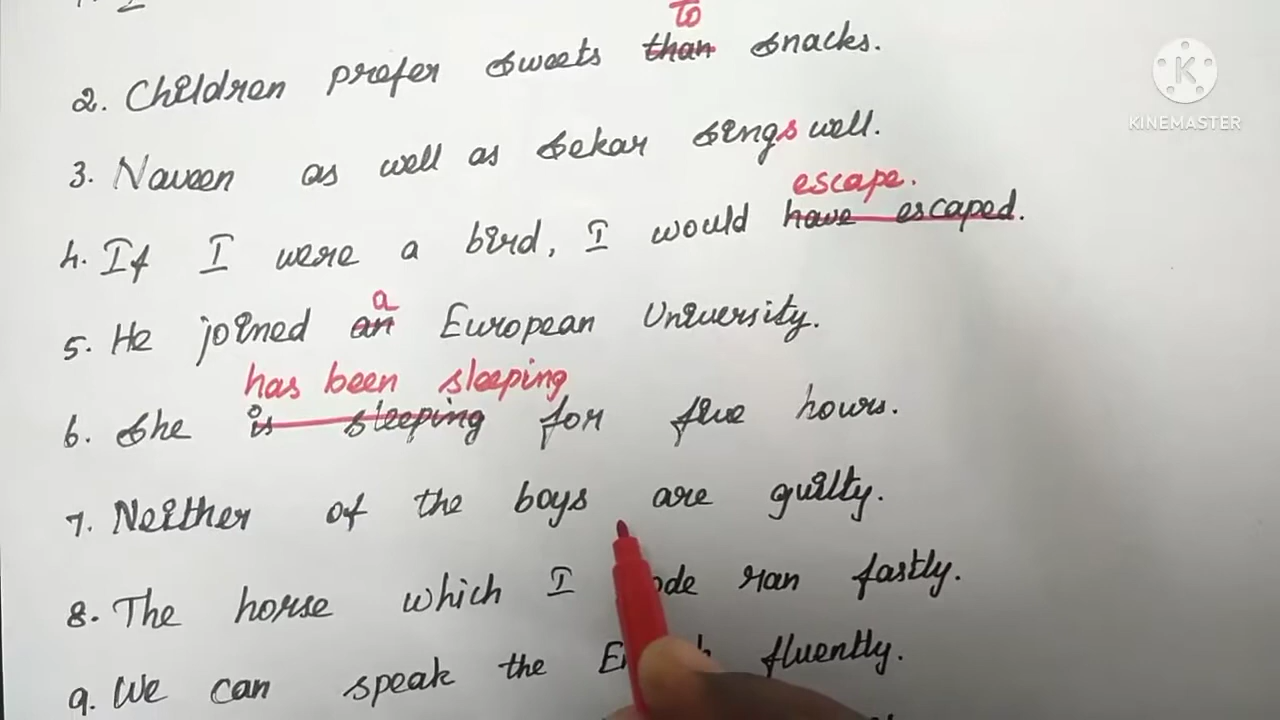 to
2. Children prefer sweets than snacks.
3. Naveen as well as Sekar sings well.
escape.
4. If I were a bird, I would have escaped.
a
5. He joined an European University.
has been sleeping
6. She is sleeping for five hours.
7. Neither of the boys are guilty.
8. The horse which I ran fastly.
9. We can speak the fluently.
K
KINEMASTER